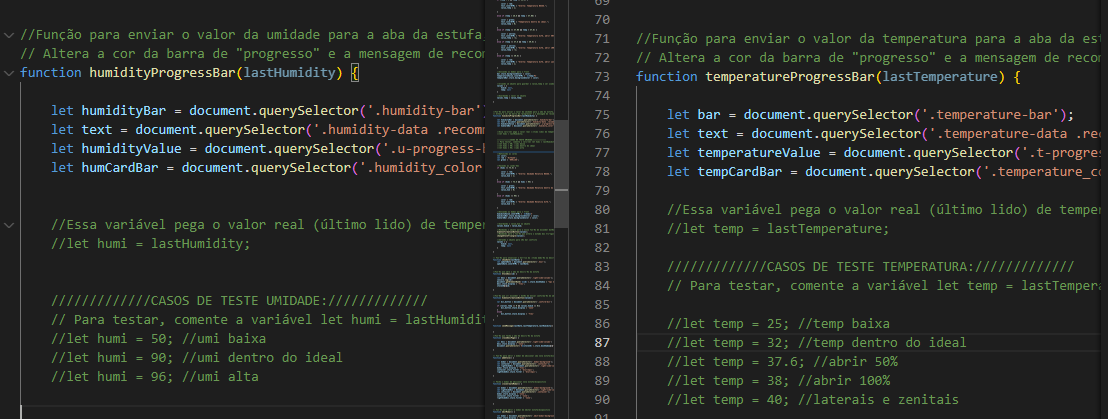 //Função para enviar o valor da umidade para a aba da estufa
// Altera a cor da barra de "progresso" e a mensagem de reco
function humidityProgressBar(lastHumidity) {
let humidityBar = document.querySelector('.humidity-bar'
let text = document.querySelector('.humidity-data .recom
let humidityValue = document.querySelector('.u-progress-
let humCardBar = document.querySelector('.humidity_color
//Essa variável pega o valor real (último lido) de temper
//let humi = lastHumidity;
/////////////CASOS DE TESTE UMIDADE://///////////// 
// Para testar, comente a variável let humi = lastHumidit
//let humi = 50; //umi baixa
//let humi = 90; //umi dentro do ideal
//let humi = 96; //umi alta
69
70
71 //Função para enviar o valor da temperatura para a aba da est
72 // Altera a cor da barra de "progresso" e a mensagem de recom
73 function temperatureProgressBar(lastTemperature) {
74
75 let bar = document.querySelector('.temperature-bar');
76 let text = document.querySelector('.temperature-data .rec
77 let temperatureValue = document.querySelector('.t-progres
78 let tempCardBar = document.querySelector('.temperature_co
79
80 //Essa variável pega o valor real (último lido) de temper
81 //let temp = lastTemperature;
82
83 /////////////CASOS DE TESTE TEMPERATURA://///////////
84 // Para testar, comente a variável let temp = lastTempera
85
86 //let temp = 25; //temp baixa
87 //let temp = 32; //temp dentro do ideal
88 //let temp = 37.6; //abrir 50%
89 //let temp = 38; //abrir 100%
90 //let temp = 40; //laterais e zenitais
91